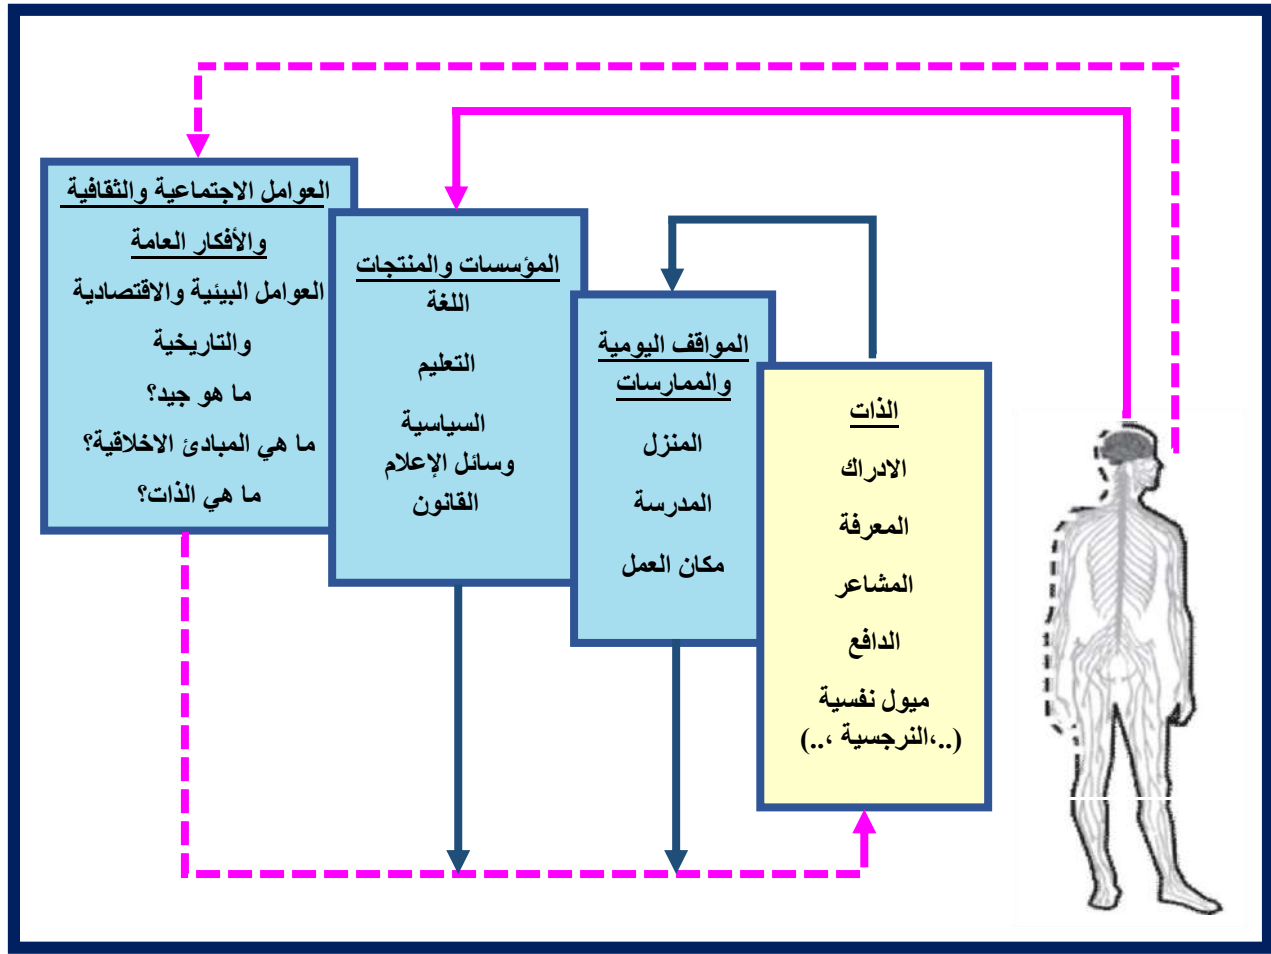 العوامل الاجتماعية والثقافية
والأفكار العامة
العوامل البيئية والاقتصادية
والتاريخية
ما هو جيد؟
ما هي المبادئ الاخلاقية؟
ما هي الذات؟
المؤسسات والمنتجات
اللغة
التعليم
السياسية
وسائل الإعلام
القانون
المواقف اليومية
والممارسات
المنزل
المدرسة
مكان العمل
الذات
الادراك
المعرفة
المشاعر
الدافع
ميول نفسية
(..،النرجسية ،..)